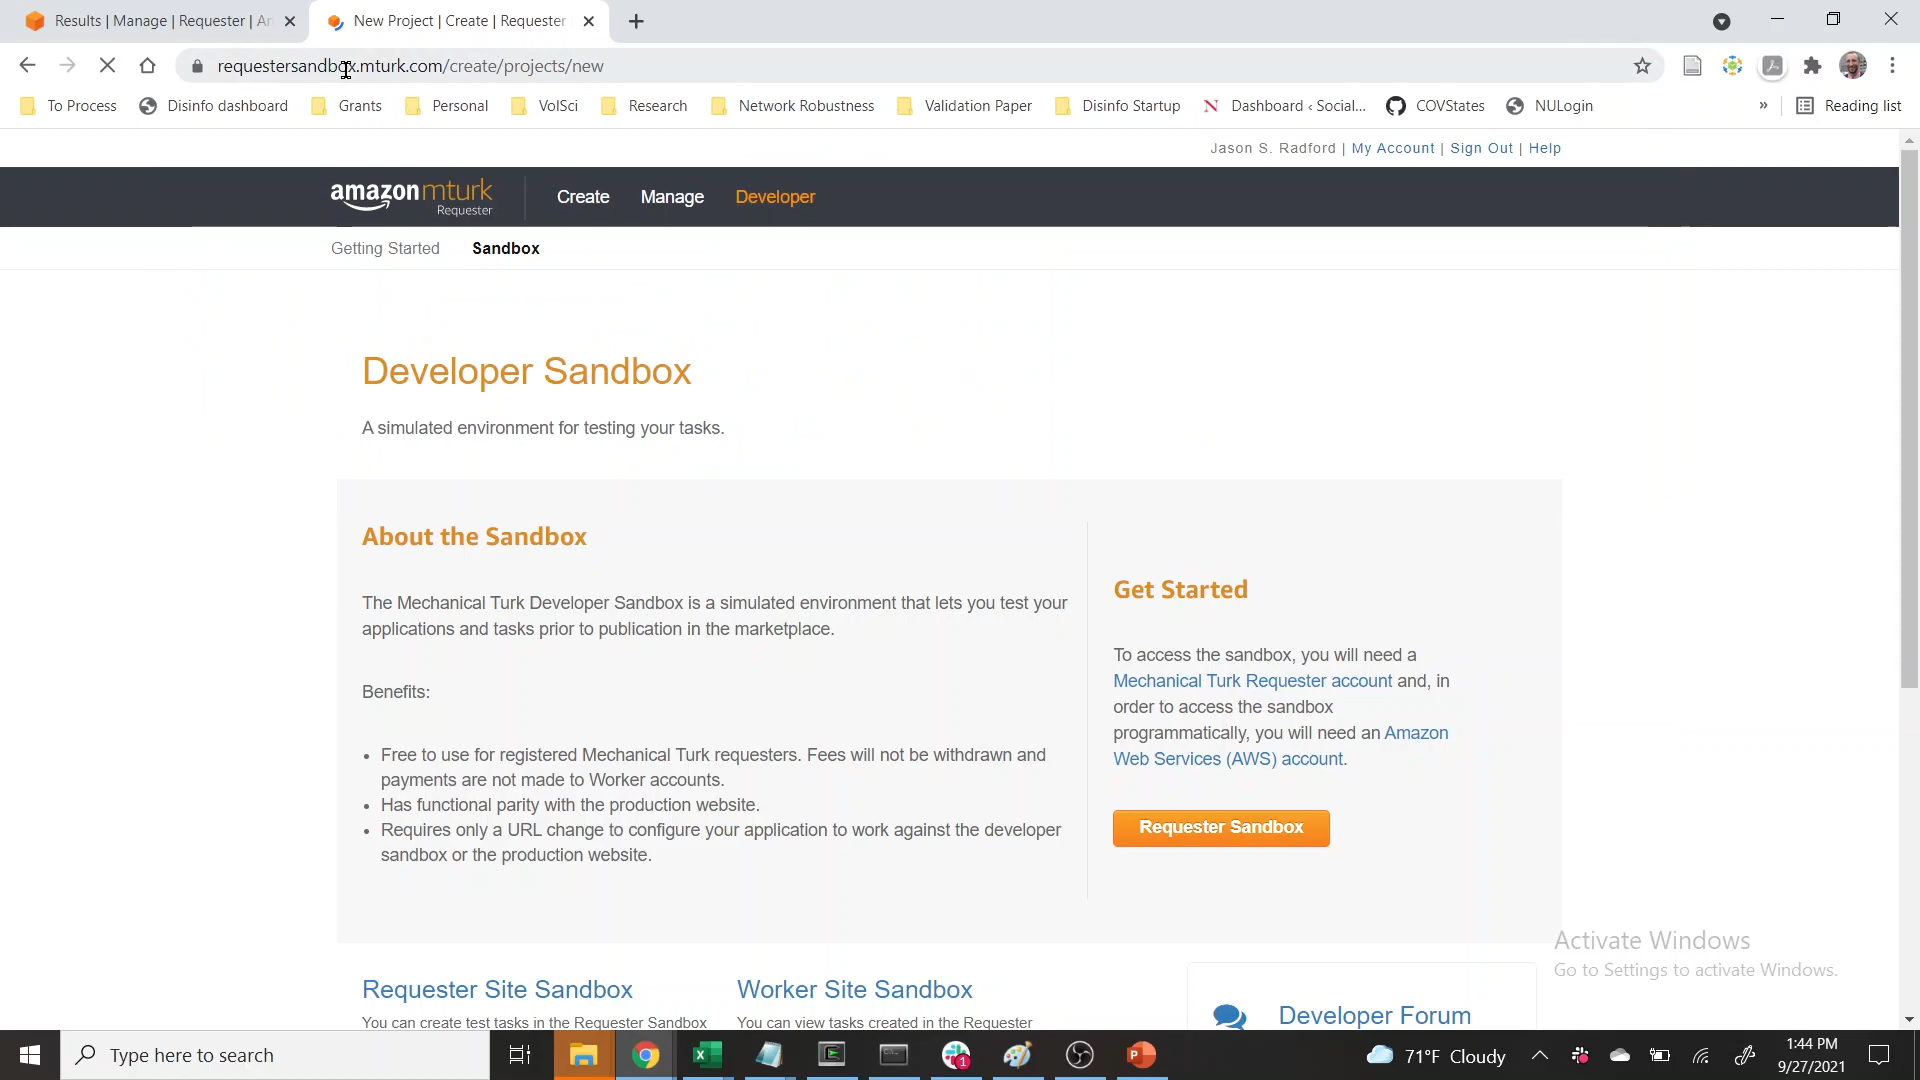 Results | Manage | Requester | An
New Project | Create | Requester
requestersandbox.mturk.com/create/projects/new
To Process
Disinfo dashboard
Grants
Personal
VolSci
Research
Network Robustness
Validation Paper
Disinfo Startup
Dashboard ‹ Social...
COVStates
NULogin
»
Reading list
Jason S. Radford | My Account | Sign Out | Help
amazon mturk
Requester
Create
Manage
Developer
Getting Started
Sandbox
Developer Sandbox
A simulated environment for testing your tasks.
About the Sandbox
The Mechanical Turk Developer Sandbox is a simulated environment that lets you test your
applications and tasks prior to publication in the marketplace.
Benefits:
• Free to use for registered Mechanical Turk requesters. Fees will not be withdrawn and
payments are not made to Worker accounts.
• Has functional parity with the production website.
• Requires only a URL change to configure your application to work against the developer
sandbox or the production website.
Get Started
To access the sandbox, you will need a
Mechanical Turk Requester account and, in
order to access the sandbox
programmatically, you will need an Amazon
Web Services (AWS) account.
Requester Sandbox
Activate Windows
Go to Settings to activate Windows.
Requester Site Sandbox
You can create test tasks in the Requester Sandbox
Worker Site Sandbox
You can view tasks created in the Requester
Developer Forum
Type here to search
1
71°F Cloudy
1:44 PM
9/27/2021